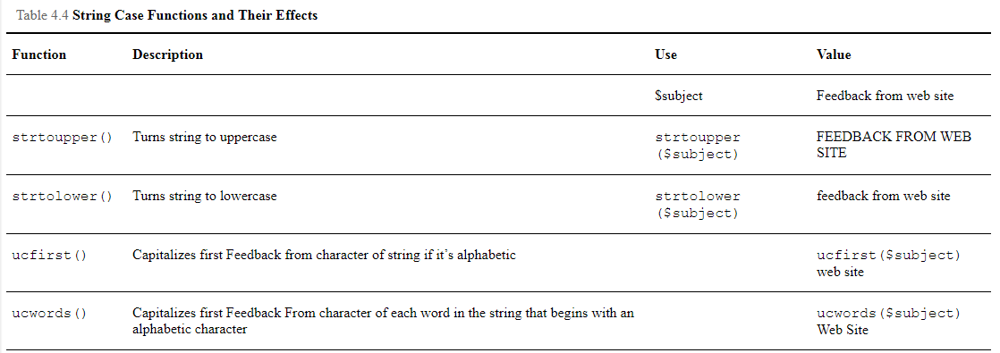 Table 4.4 String Case Functions and Their Effects
Function Description Use Value
$subject Feedback from web site
strtoupper() Turns string to uppercase strtoupper FEEDBACK FROM WEB
($subject) SITE
strtolower() Turns string to lowercase strtolower feedback from web site
($subject)
ucfirst() Capitalizes first Feedback from character of string if it’s alphabetic ucfirst($subject)
web site
ucwords() Capitalizes first Feedback From character of each word in the string that begins with an ucwords($subject)
alphabetic character Web Site